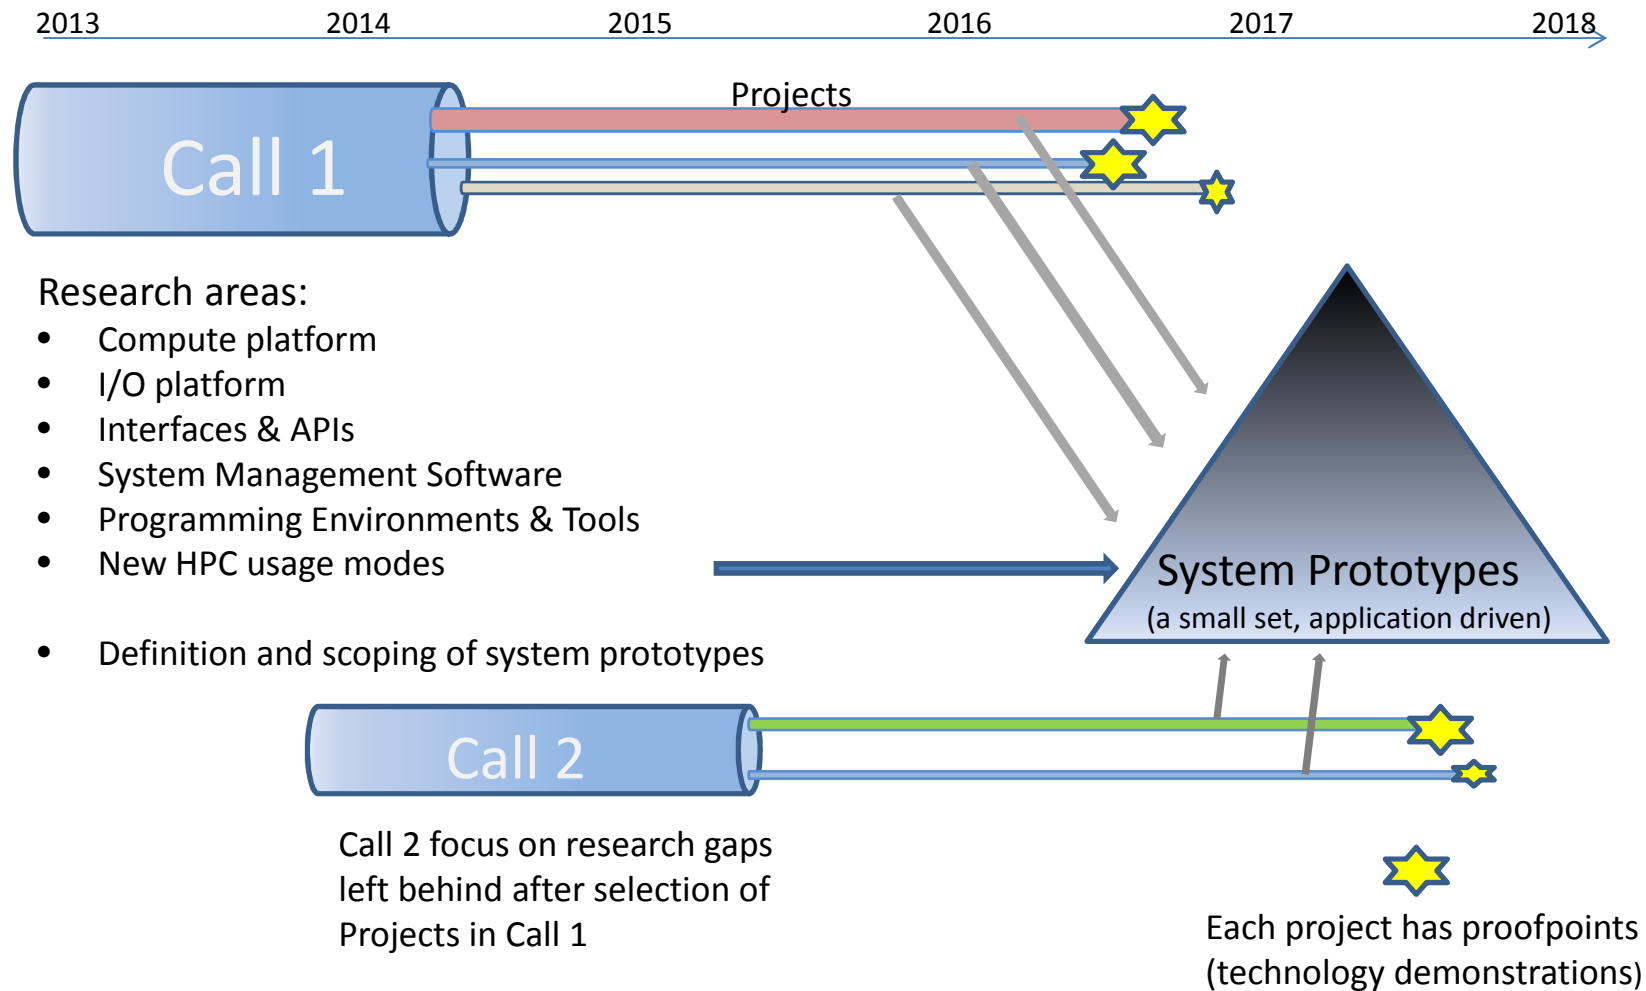 2013 2014 2015 2016 2017 2018
Projects
Call 1
Research areas:
• Compute platform
• I/O platform
• Interfaces & APIs
• System Management Software
• Programming Environments & Tools
• New HPC usage modes
System Prototypes
(a small set, application driven)
• Definition and scoping of system prototypes
Call 2
Call 2 focus on research gaps
left behind after selection of
Projects in Call 1
Each project has proofpoints
(technology demonstrations)